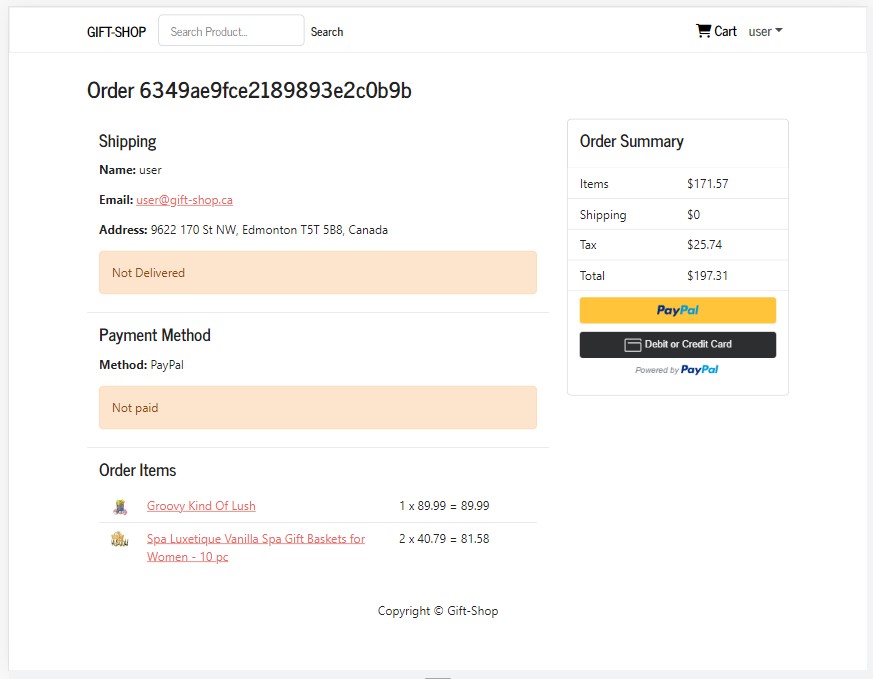 GIFT-SHOP Search Product... Search Cart user
Order 6349ae9fce2189893e2c0b9b
Shipping
Name: user
Email: user@gift-shop.ca
Address: 9622 170 St NW, Edmonton T5T 5B8, Canada
Not Delivered
Payment Method
Method: PayPal
Not paid
Order Items
Groovy Kind Of Lush 1 x 89.99 = 89.99
Spa Luxetique Vanilla Spa Gift Baskets for 2 x 40.79 = 81.58
Women - 10 pc
Order Summary
Items $171.57
Shipping $0
Tax $25.74
Total $197.31
PayPal
Debit or Credit Card
Powered by PayPal
Copyright © Gift-Shop